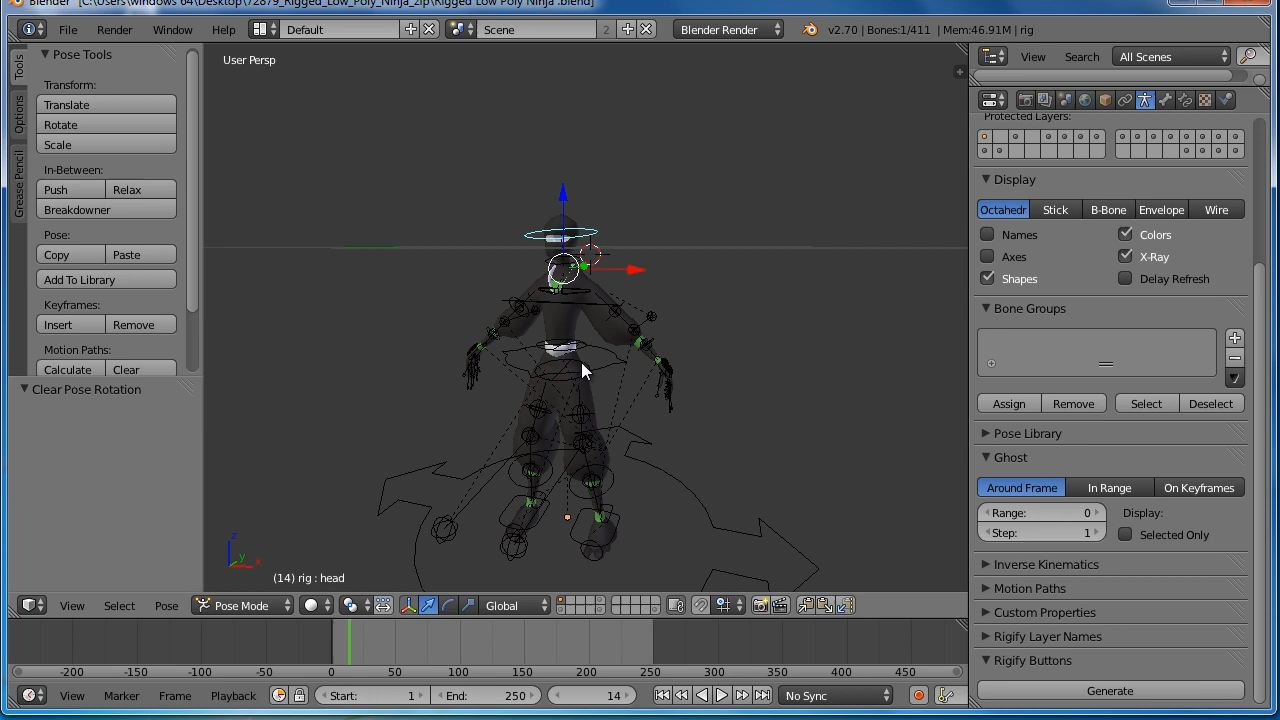 Blender [C:\Users\windows 64\Desktop\72879_Rigged_Low_Poly_Ninja_zip\Rigged Low Poly Ninja .blend]
File Render Window Help Default Scene 2 Blender Render v2.70 | Bones:1/411 | Mem:46.91M | rig
Tools
Options
Grease Pencil
Pose Tools
Transform:
Translate
Rotate
Scale
In-Between:
Push Relax
Breakdowner
Pose:
Copy Paste
Add To Library
Keyframes:
Insert Remove
Motion Paths:
Calculate Clear
Clear Pose Rotation
User Persp
z
y
x
(14) rig : head
View Select Pose Pose Mode Global
-200 -150 -100 -50 0 50 100 150 200 250 300 350 400 450
View Marker Frame Playback Start: 1 End: 250 14 No Sync
View Search All Scenes
Protected Layers:
Display
Octahedr Stick B-Bone Envelope Wire
Names Colors
Axes X-Ray
Shapes Delay Refresh
Bone Groups
Assign Remove Select Deselect
Pose Library
Ghost
Around Frame In Range On Keyframes
Range: 0 Display:
Step: 1 Selected Only
Inverse Kinematics
Motion Paths
Custom Properties
Rigify Layer Names
Rigify Buttons
Generate